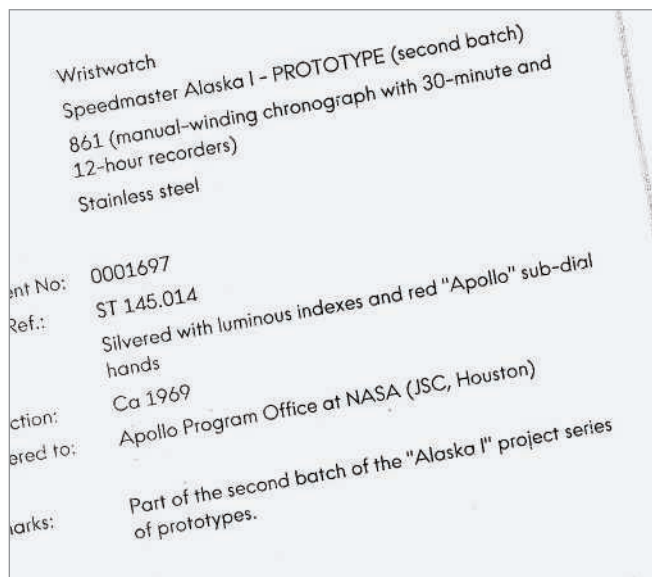 Wristwatch
Speedmaster Alaska I - PROTOTYPE (second batch)
861 (manual-winding chronograph with 30-minute and
12-hour recorders)
Stainless steel
ent No: 0001697
Ref.: ST 145.014
Silvered with luminous indexes and red "Apollo" sub-dial
hands
ction: Ca 1969
ered to: Apollo Program Office at NASA (JSC, Houston)
arks: Part of the second batch of the "Alaska I" project series
of prototypes.